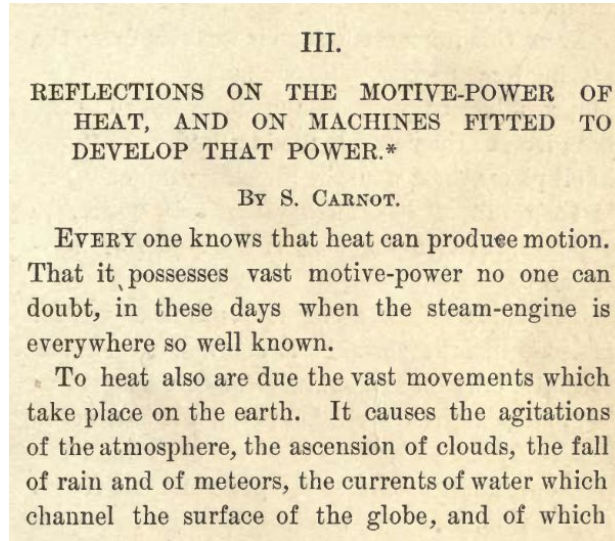 III.
REFLECTIONS ON THE MOTIVE-POWER OF
HEAT, AND ON MACHINES FITTED TO
DEVELOP THAT POWER.*
BY S. CARNOT.
EVERY one knows that heat can produce motion.
That it possesses vast motive-power no one can
doubt, in these days when the steam-engine is
everywhere so well known.
To heat also are due the vast movements which
take place on the earth. It causes the agitations
of the atmosphere, the ascension of clouds, the fall
of rain and of meteors, the currents of water which
channel the surface of the globe, and of which